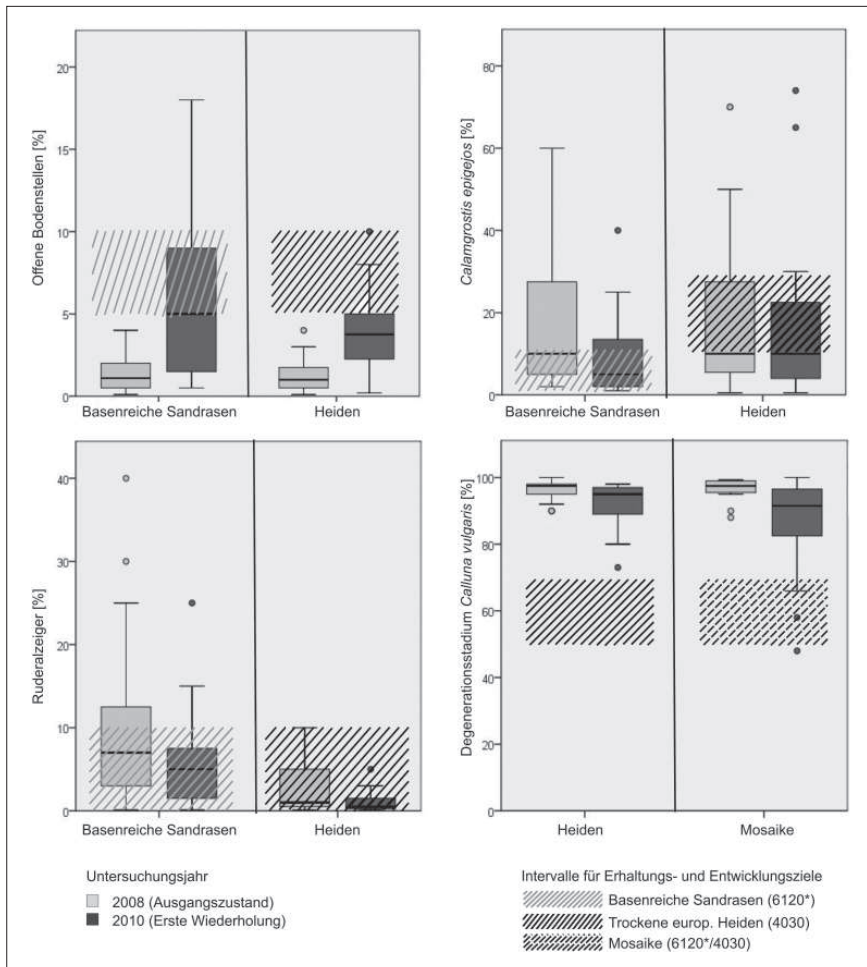 Offene Bodenstellen [%]
20
15
10
5
0
Basenreiche Sandrasen
Heiden
Calamgrostis epigejos [%]
80
60
40
20
0
Basenreiche Sandrasen
Heiden
Ruderalzeiger [%]
40
30
20
10
0
Basenreiche Sandrasen
Heiden
Degenerationsstadium Calluna vulgaris [%]
100
80
60
40
20
0
Heiden
Mosaike
Untersuchungsjahr
2008 (Ausgangszustand)
2010 (Erste Wiederholung)
Intervalle für Erhaltungs- und Entwicklungsziele
Basenreiche Sandrasen (6120*)
Trockene europ. Heiden (4030)
Mosaike (6120*/4030)